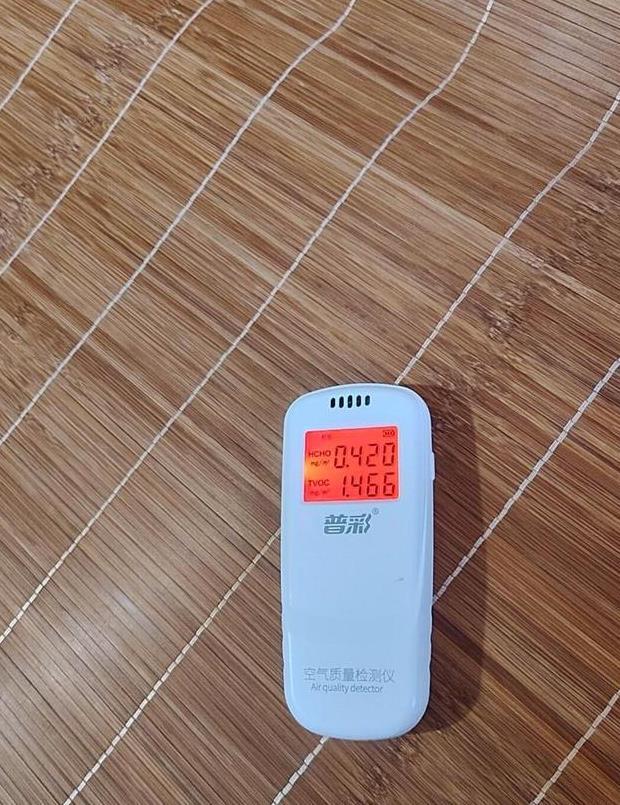 HCHO 0.420
mg/m³
TVOC 1.466
mg/m³
普彩®
空气质量检测仪
Air quality detector